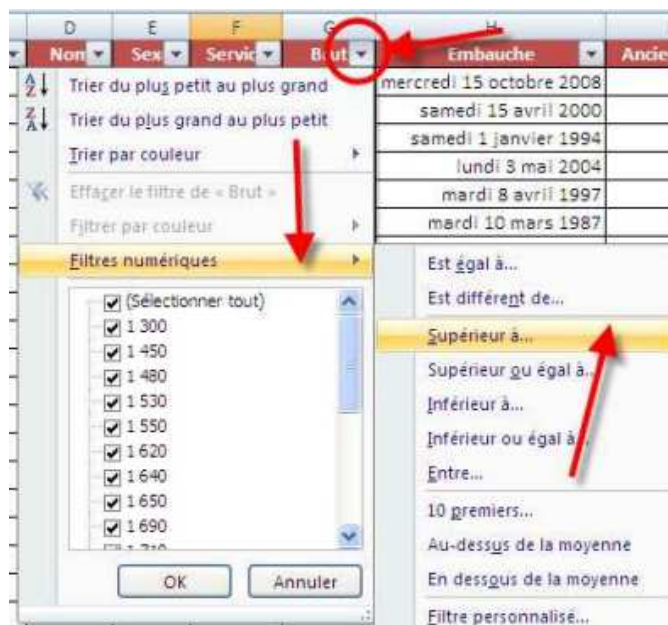 D E F G H
Nom Sex Servic Brut Embauche Ancie
Trier du plus petit au plus grand
Trier du plus grand au plus petit
Trier par couleur
Effacer le filtre de « Brut »
Filtrer par couleur
Filtres numériques
(Sélectionner tout)
1 300
1 450
1 480
1 530
1 550
1 620
1 640
1 650
1 690
OK Annuler
mercredi 15 octobre 2008
samedi 15 avril 2000
samedi 1 janvier 1994
lundi 3 mai 2004
mardi 8 avril 1997
mardi 10 mars 1987
Est égal à...
Est différent de...
Supérieur à...
Supérieur ou égal à...
Inférieur à...
Inférieur ou égal à...
Entre...
10 premiers...
Au-dessus de la moyenne
En dessous de la moyenne
Filtre personnalisé...